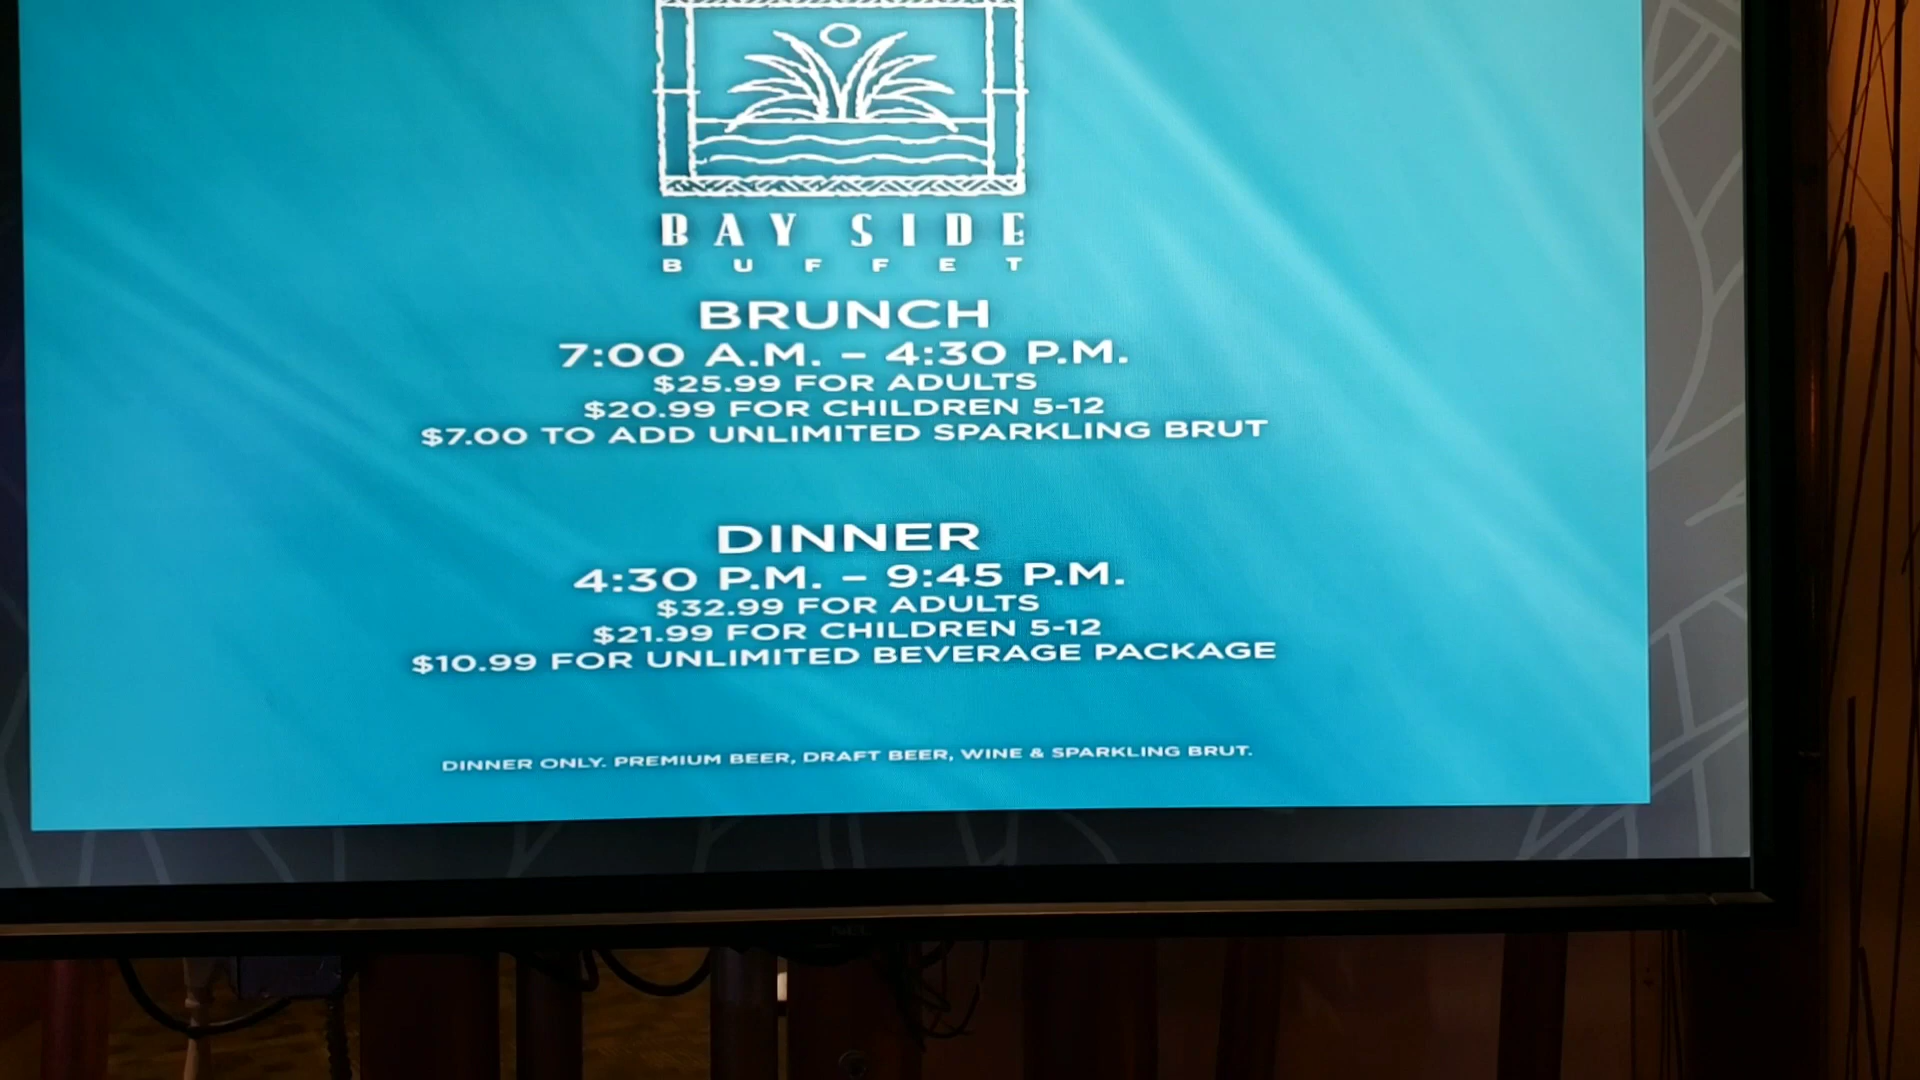 BAY SIDE
BUFFET
BRUNCH
7:00 A.M. – 4:30 P.M.
$25.99 FOR ADULTS
$20.99 FOR CHILDREN 5-12
$7.00 TO ADD UNLIMITED SPARKLING BRUT
DINNER
4:30 P.M. – 9:45 P.M.
$32.99 FOR ADULTS
$21.99 FOR CHILDREN 5-12
$10.99 FOR UNLIMITED BEVERAGE PACKAGE
DINNER ONLY. PREMIUM BEER, DRAFT BEER, WINE & SPARKLING BRUT.
NEC